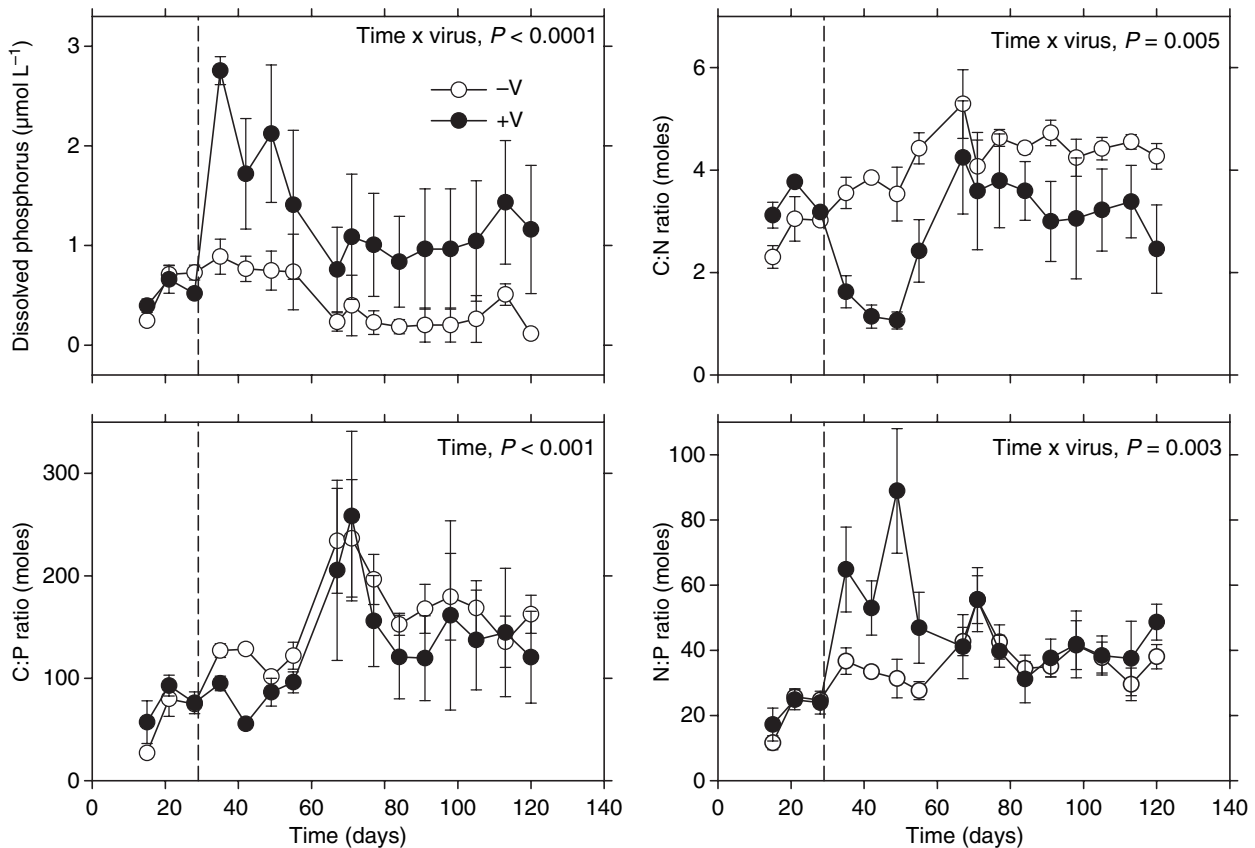 Dissolved phosphorus (µmol L⁻¹)
3
2
1
0
Time x virus, P < 0.0001
–V
+V
C:N ratio (moles)
6
4
2
0
Time x virus, P = 0.005
C:P ratio (moles)
300
200
100
0
Time, P < 0.001
0 20 40 60 80 100 120 140
Time (days)
N:P ratio (moles)
100
80
60
40
20
0
Time x virus, P = 0.003
0 20 40 60 80 100 120 140
Time (days)